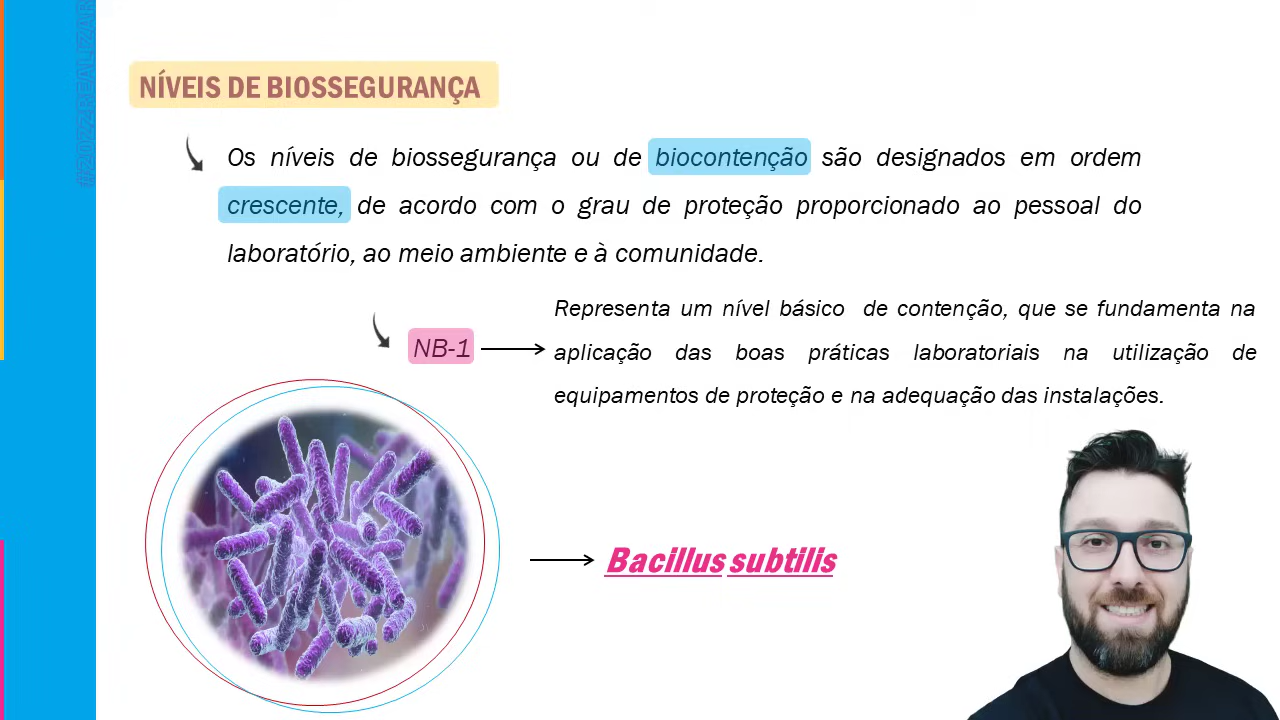 #2022REALIZAR
NÍVEIS DE BIOSSEGURANÇA
Os níveis de biossegurança ou de biocontenção são designados em ordem
crescente, de acordo com o grau de proteção proporcionado ao pessoal do
laboratório, ao meio ambiente e à comunidade.
Representa um nível básico de contenção, que se fundamenta na
NB-1
aplicação das boas práticas laboratoriais na utilização de
equipamentos de proteção e na adequação das instalações.
Bacillus subtilis